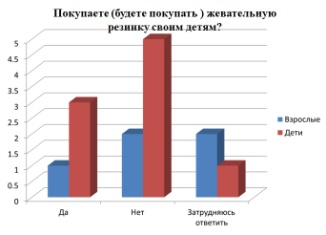 Покупаете (будете покупать ) жевательную
резинку своим детям?
5
4.5
4
3.5
3
2.5
2
1.5
1
0.5
0
Да
Нет
Затрудняюсь
ответить
Взрослые
Дети